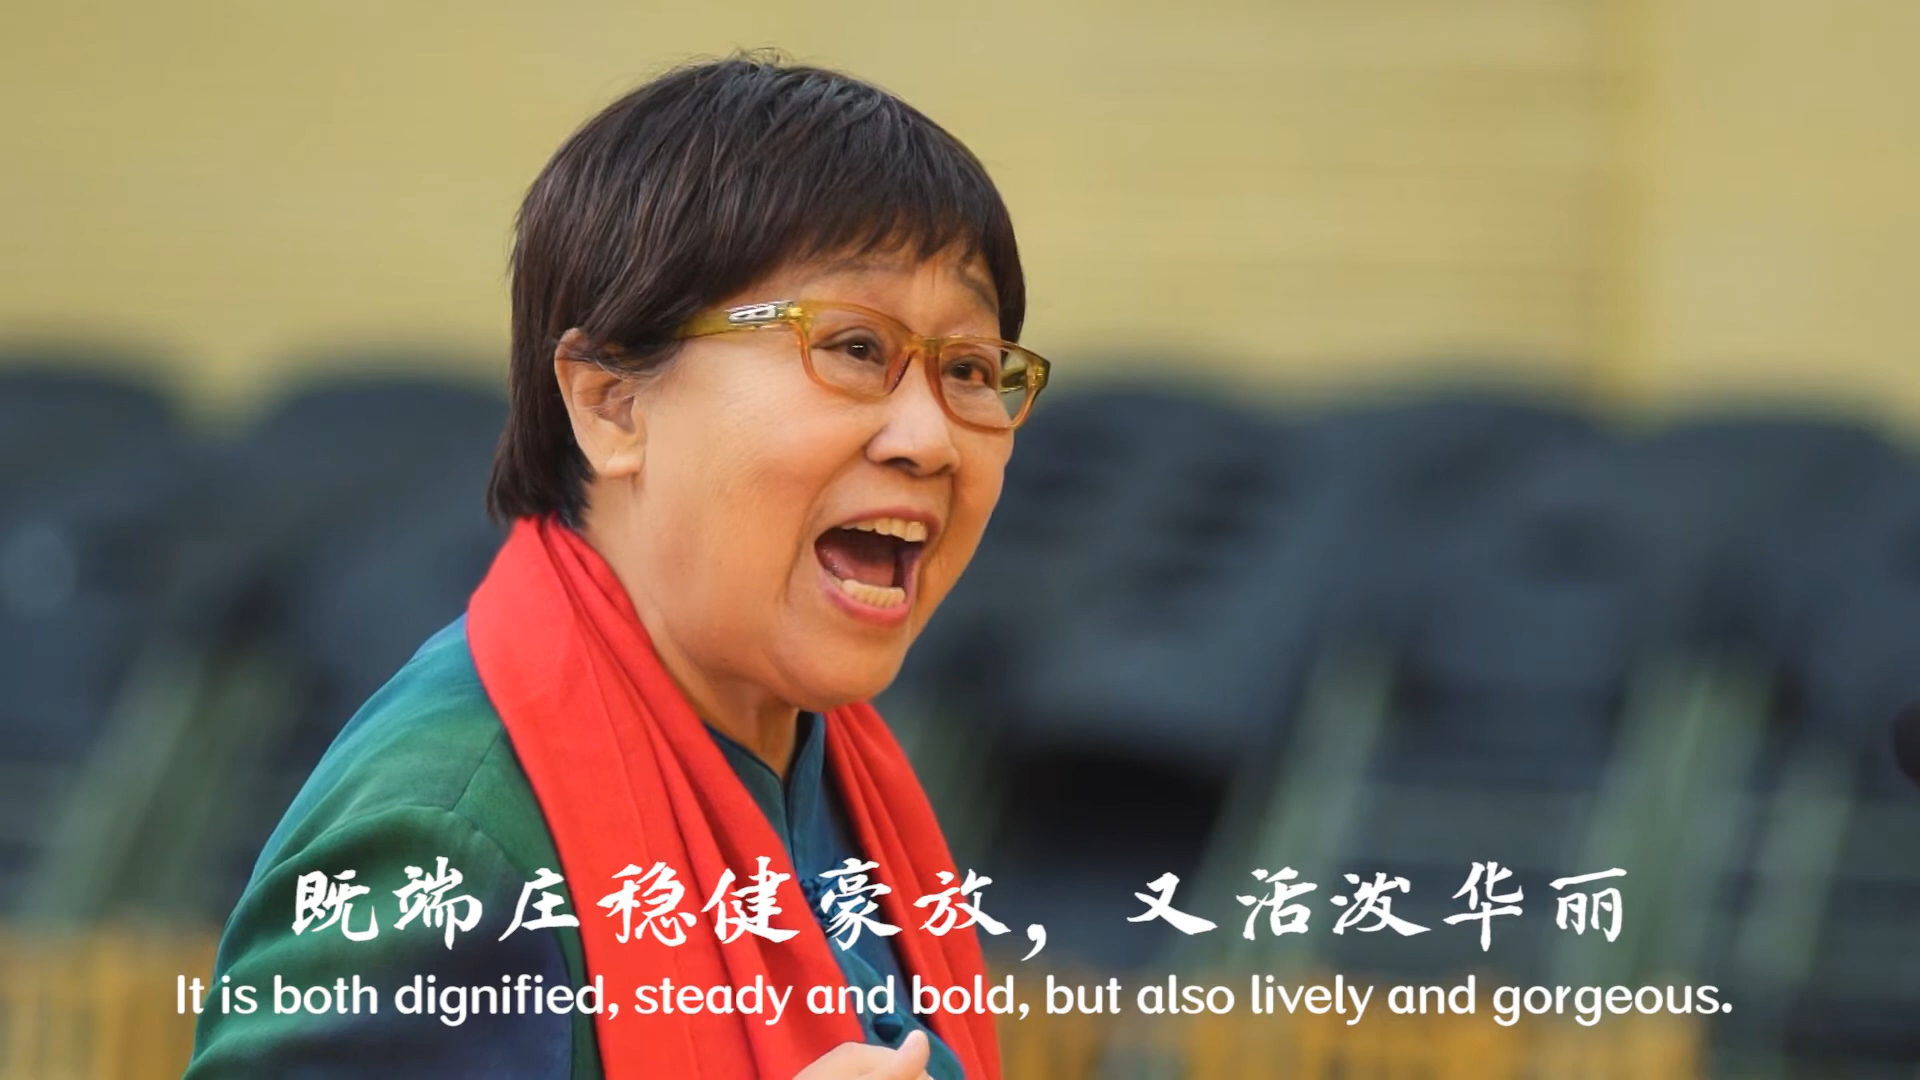 既端庄稳健豪放，又活泼华丽
It is both dignified, steady and bold, but also lively and gorgeous.